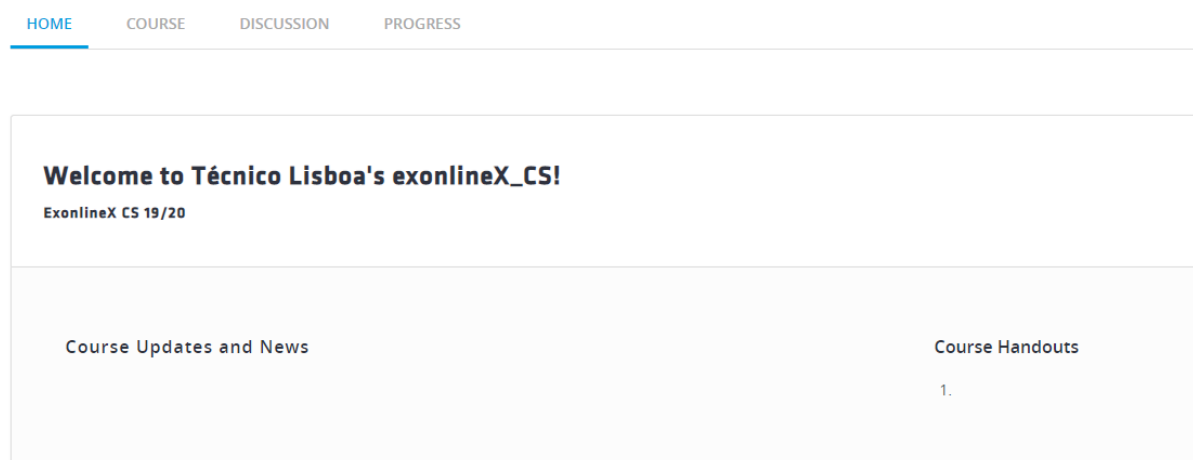 HOME COURSE DISCUSSION PROGRESS
Welcome to Técnico Lisboa's exonlineX_CS!
ExonlineX CS 19/20
Course Updates and News
Course Handouts
1.